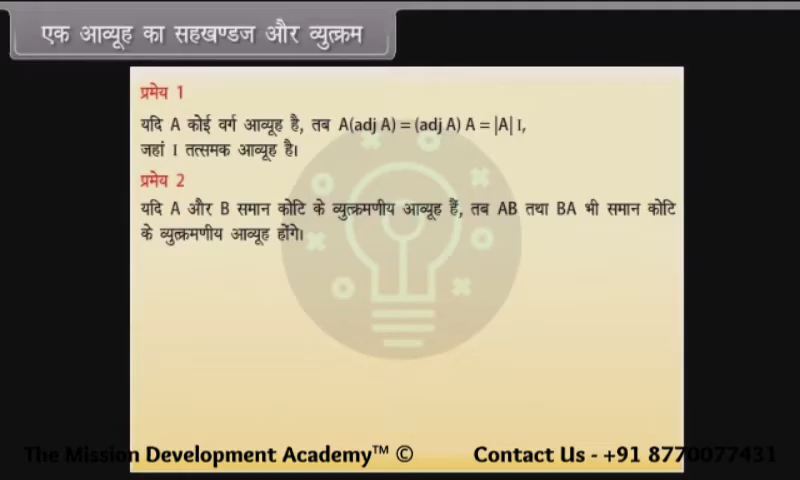 एक आव्यूह का सहखण्डज और व्युत्क्रम
प्रमेय 1
यदि A कोई वर्ग आव्यूह है, तब A(adj A) = (adj A) A = |A| I,
जहां I तत्समक आव्यूह है।
प्रमेय 2
यदि A और B समान कोटि के व्युत्क्रमणीय आव्यूह हैं, तब AB तथा BA भी समान कोटि
के व्युत्क्रमणीय आव्यूह होंगे।
The Mission Development Academy™ © Contact Us - +91 8770077431